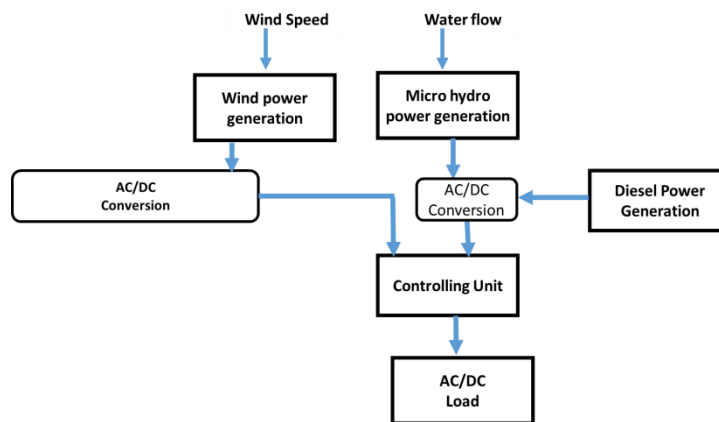 Wind Speed
Water flow
Wind power
generation
Micro hydro
power generation
AC/DC
Conversion
AC/DC
Conversion
Diesel Power
Generation
Controlling Unit
AC/DC
Load